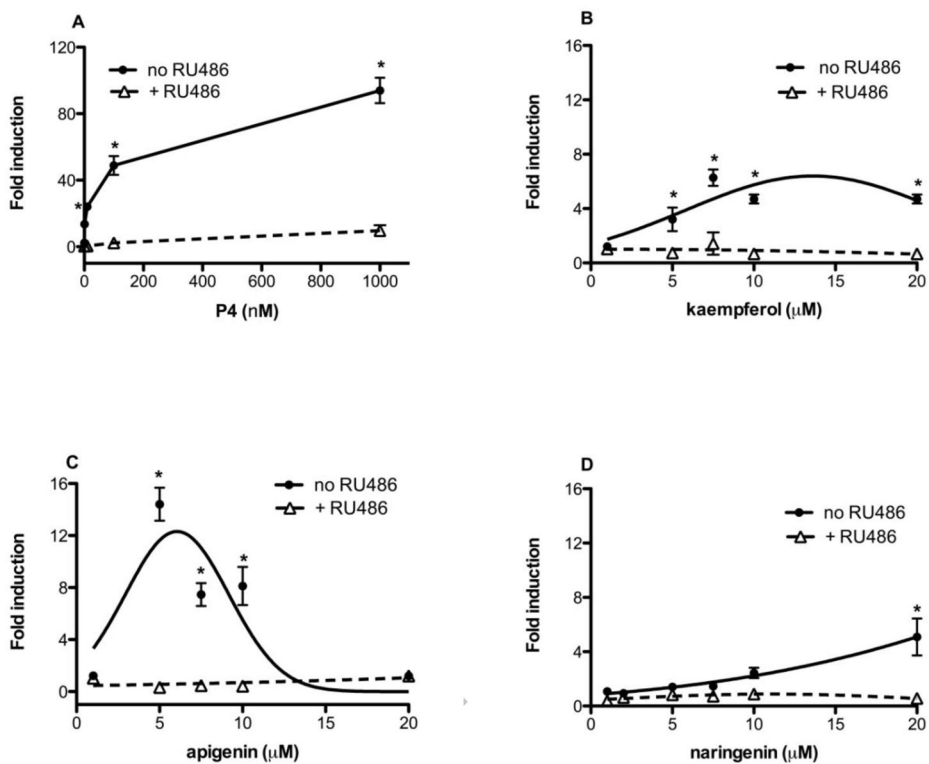 A
120
80
40
0
Fold induction
no RU486
+ RU486
*
*
*
0 200 400 600 800 1000
P4 (nM)
B
16
12
8
4
0
Fold induction
no RU486
+ RU486
*
*
*
*
0 5 10 15 20
kaempferol (μM)
C
16
12
8
4
0
Fold induction
no RU486
+ RU486
*
*
*
0 5 10 15 20
apigenin (μM)
D
16
12
8
4
0
Fold induction
no RU486
+ RU486
*
0 5 10 15 20
naringenin (μM)